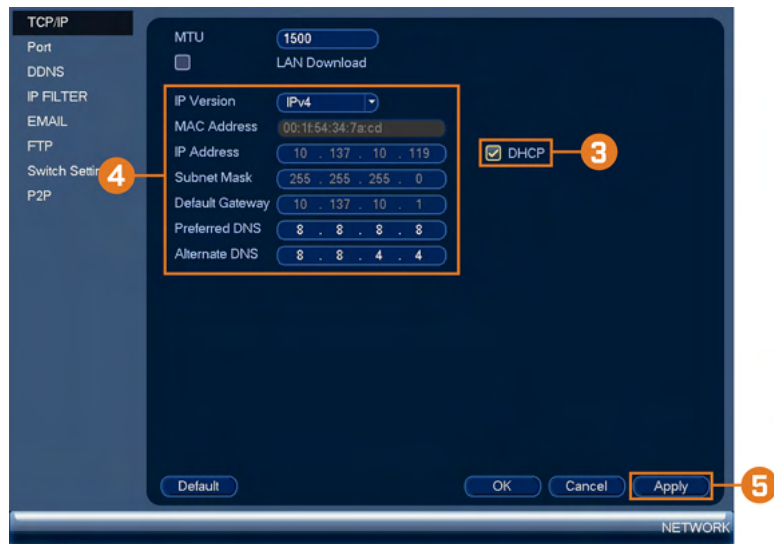 TCP/IP
Port
DDNS
IP FILTER
EMAIL
FTP
Switch Settin
P2P
MTU 1500
LAN Download
IP Version IPv4
MAC Address 00:1f:54:34:7a:cd
IP Address 10 . 137 . 10 . 119
Subnet Mask 255 . 255 . 255 . 0
Default Gateway 10 . 137 . 10 . 1
Preferred DNS 8 . 8 . 8 . 8
Alternate DNS 8 . 8 . 4 . 4
4
DHCP 3
Default OK Cancel Apply 5
NETWORK